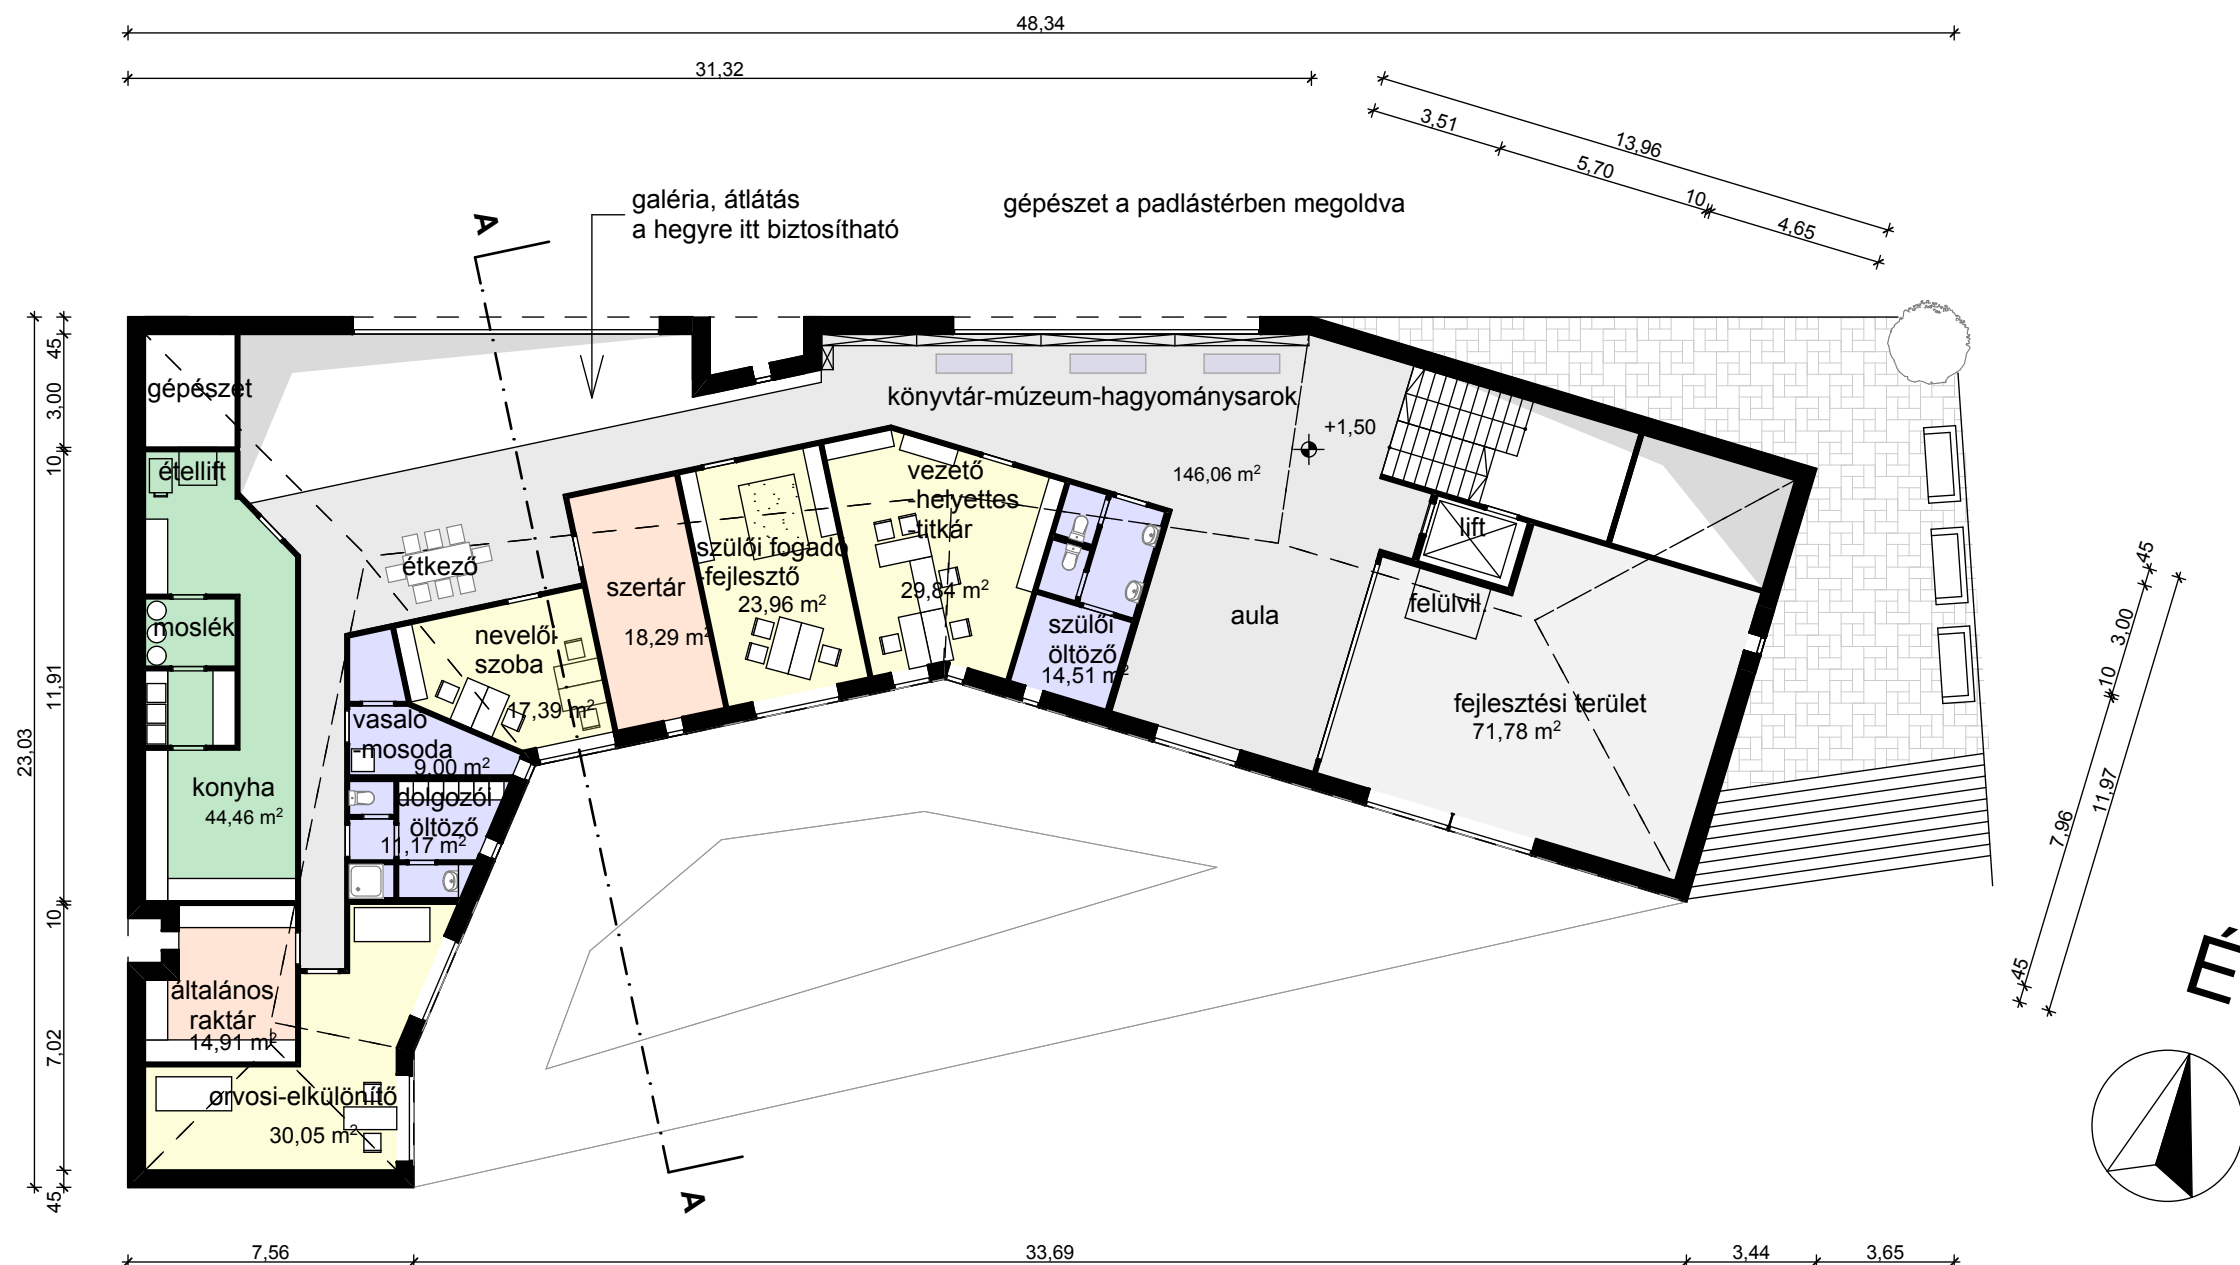 48,34
31,32
3,51
13,96
5,70
10
4,65
galéria, átlátás
a hegyre itt biztosítható
gépészet a padlástérben megoldva
A
45
3,00
10
11,91
23,03
10
7,02
45
gépészet
könyvtár-múzeum-hagyománysarok
+1,50
146,06 m²
ételllift
vezető
-helyettes
-titkár
29,84 m²
lift
szülői fogadó
-fejlesztő
23,96 m²
étkező
szertár
18,29 m²
felülvil.
aula
moslék
nevelői
szoba
17,39 m²
szülői
öltöző
14,51 m²
fejlesztési terület
71,78 m²
vasaló
-mosoda
9,00 m²
konyha
44,46 m²
dolgozói
öltöző
11,17 m²
általános
raktár
14,91 m²
orvosi-elkülönítő
30,05 m²
A
45
3,00
10
11,97
7,96
45
É
7,56
33,69
3,44
3,65